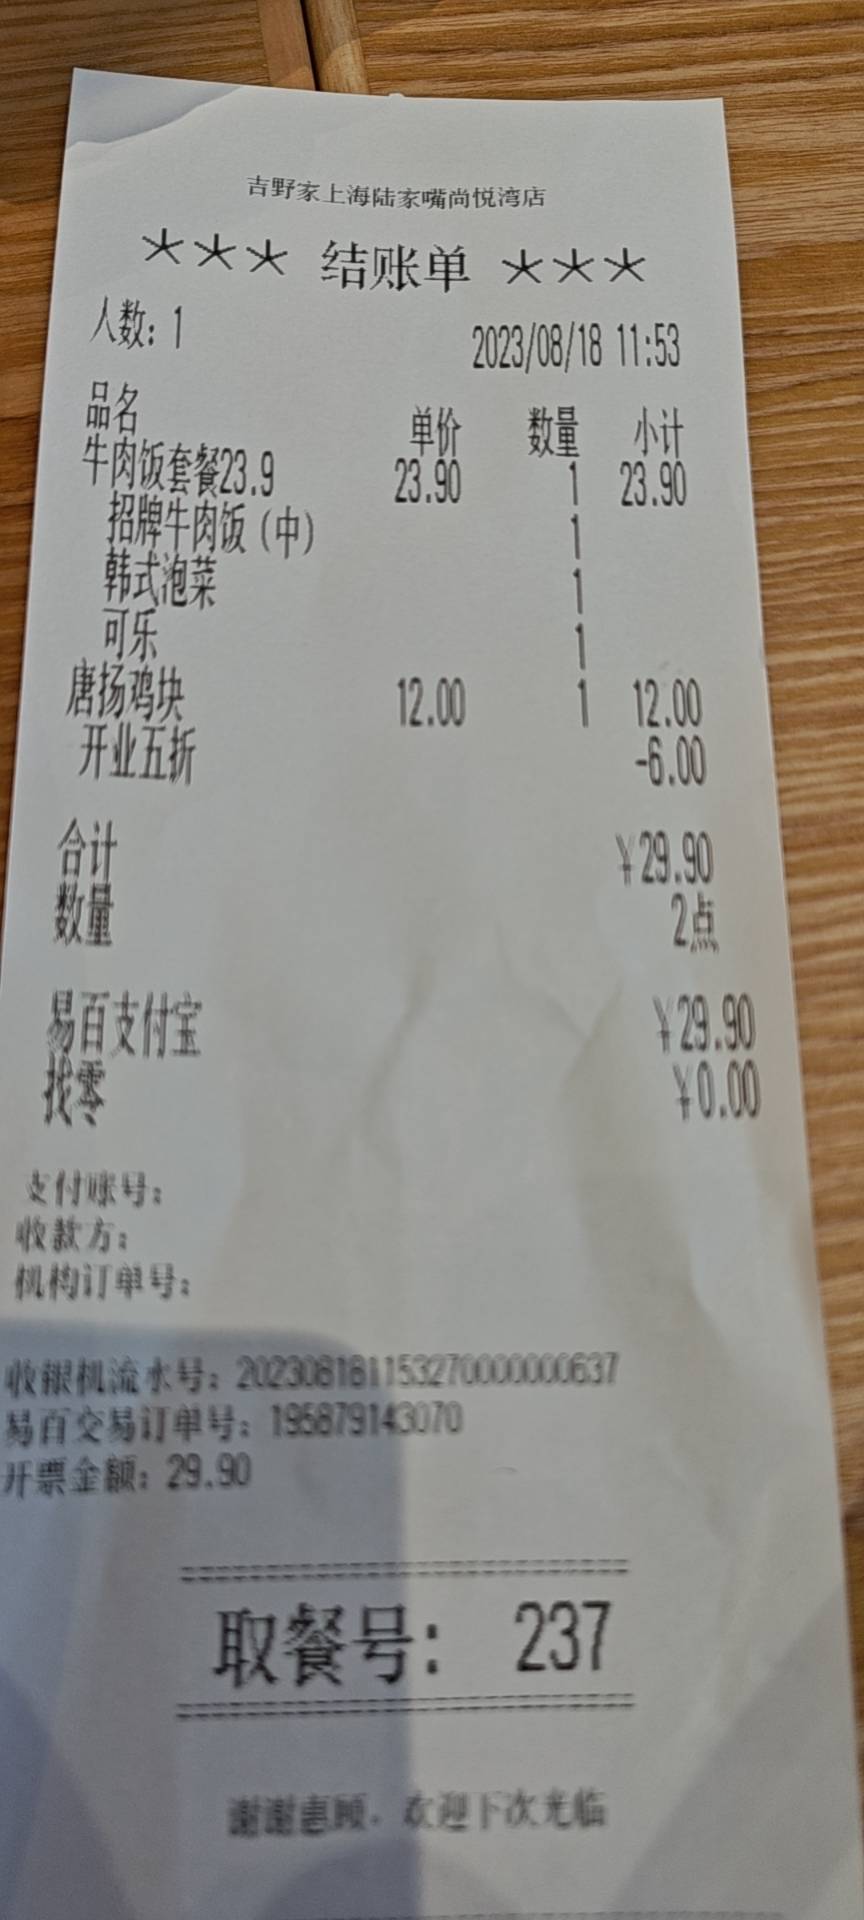 吉野家上海陆家嘴尚悦湾店
*** 结账单 ***
人数: 1 2023/08/18 11:53
品名 单价 数量 小计
牛肉饭套餐23.9 23.90 1 23.90
招牌牛肉饭(中) 1
韩式泡菜 1
可乐 1
唐扬鸡块 12.00 1 12.00
开业五折 -6.00
合计 ¥29.90
数量 2点
易百支付宝 ¥29.90
找零 ¥0.00
支付账号:
收款方:
机构订单号:
收银机流水号: 202308181153270000000637
易百交易订单号: 195879143070
开票金额: 29.90
取餐号: 237
谢谢惠顾, 欢迎下次光临